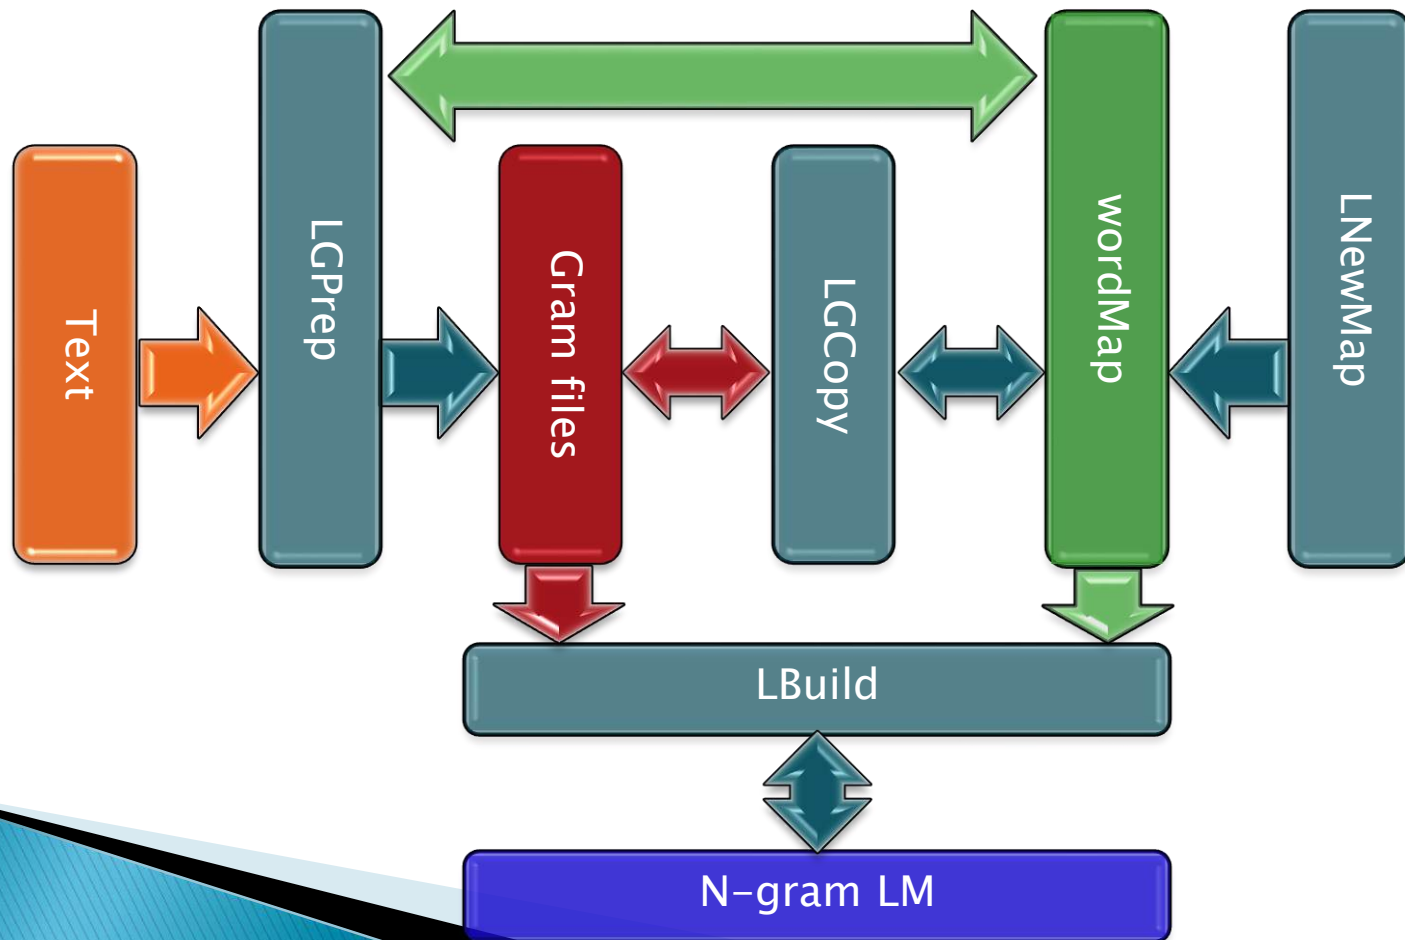 Text
LGPrep
Gram files
LGCopy
wordMap
LNewMap
LBuild
N-gram LM